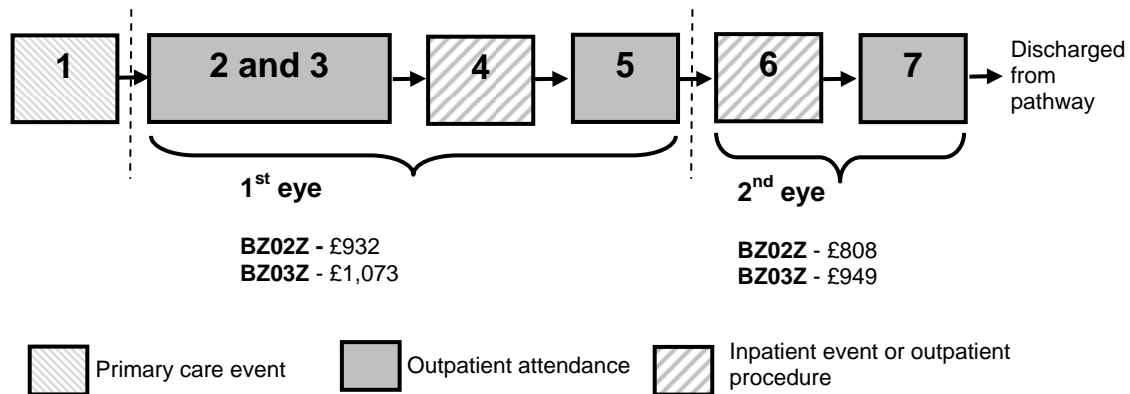 1
2 and 3
4
5
6
7
Discharged
from
pathway
1st eye
BZ02Z - £932
BZ03Z - £1,073
2nd eye
BZ02Z - £808
BZ03Z - £949
Primary care event
Outpatient attendance
Inpatient event or outpatient
procedure